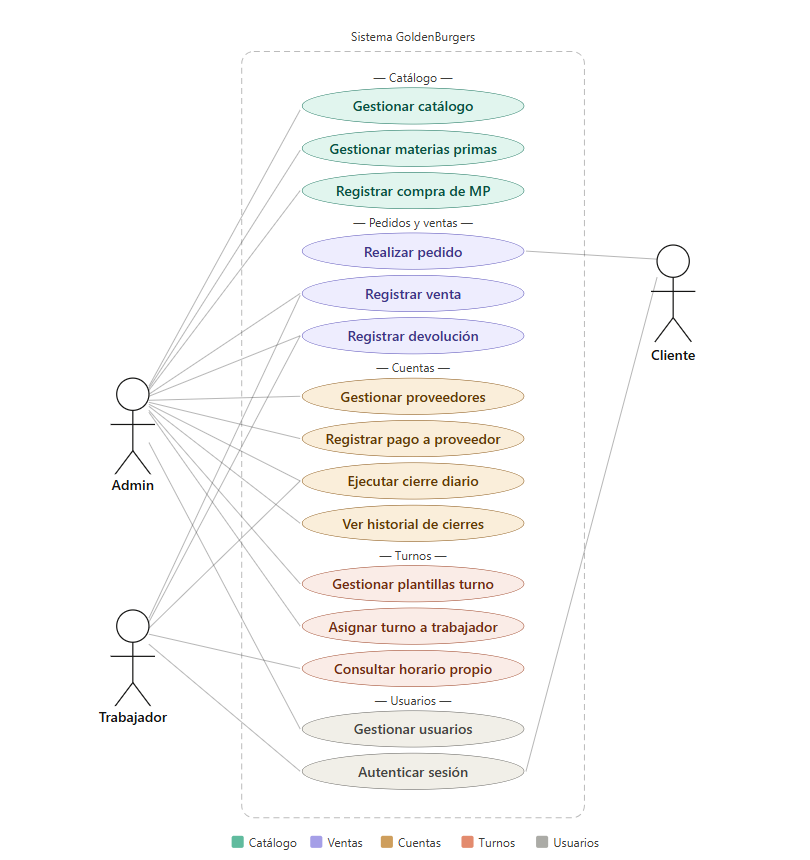 Sistema GoldenBurgers
— Catálogo —
Gestionar catálogo
Gestionar materias primas
Registrar compra de MP
— Pedidos y ventas —
Realizar pedido
Registrar venta
Registrar devolución
Cliente
— Cuentas —
Gestionar proveedores
Registrar pago a proveedor
Admin
Ejecutar cierre diario
Ver historial de cierres
— Turnos —
Gestionar plantillas turno
Asignar turno a trabajador
Consultar horario propio
— Usuarios —
Trabajador
Gestionar usuarios
Autenticar sesión
Catálogo Ventas Cuentas Turnos Usuarios